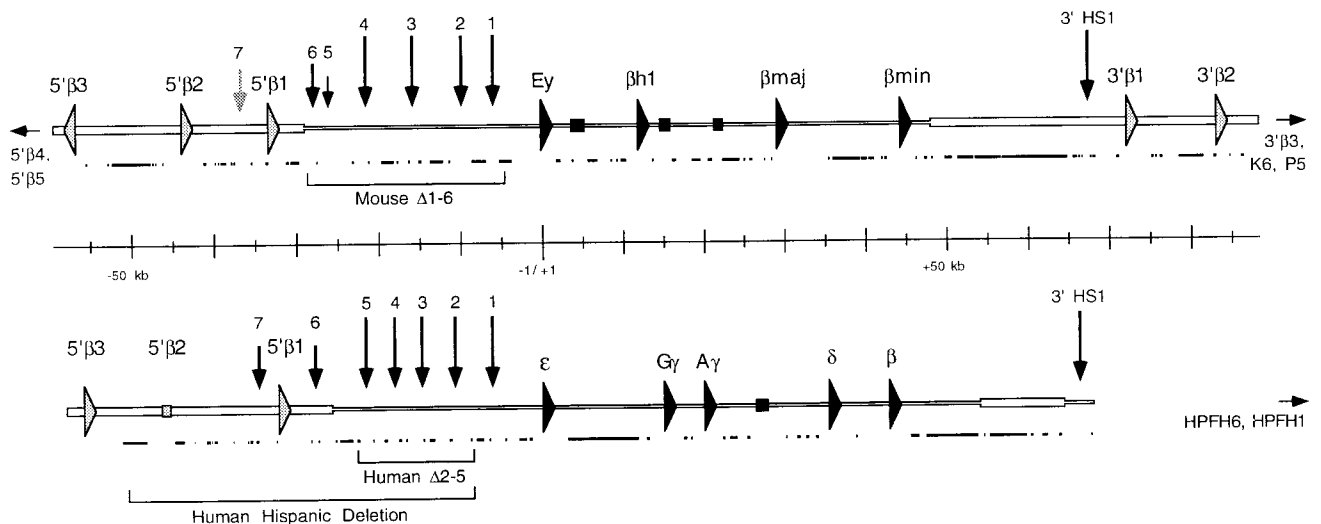 4 3 2 1 3' HS1
7 6 5
5'β3 5'β2 5'β1 Ey βh1 βmaj βmin 3'β1 3'β2
5'β4, 3'β3,
5'β5 K6, P5
Mouse Δ1-6
-50 kb -1/+1 +50 kb
5 4 3 2 1 3' HS1
7 6
5'β3 5'β2 5'β1 ε Gγ Aγ δ β
HPFH6, HPFH1
Human Δ2-5
Human Hispanic Deletion